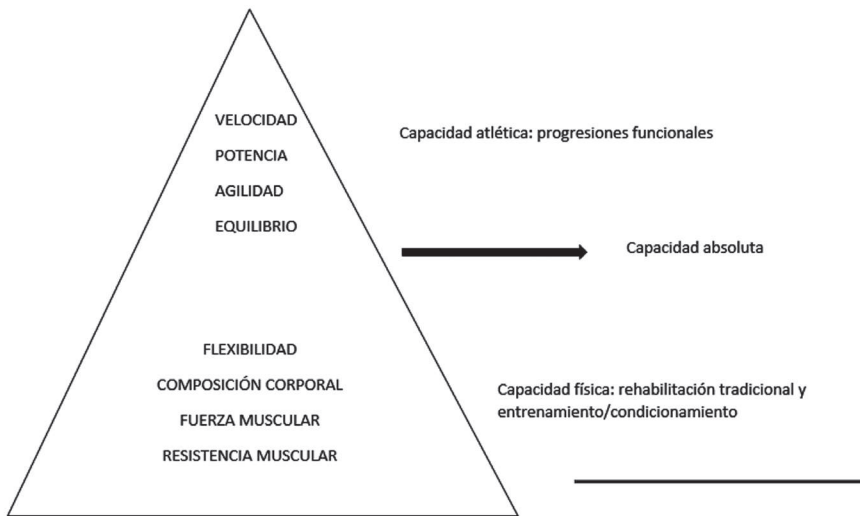 VELOCIDAD
POTENCIA
AGILIDAD
EQUILIBRIO
Capacidad atlética: progresiones funcionales
Capacidad absoluta
FLEXIBILIDAD
COMPOSICIÓN CORPORAL
FUERZA MUSCULAR
RESISTENCIA MUSCULAR
Capacidad física: rehabilitación tradicional y
entrenamiento/condicionamiento